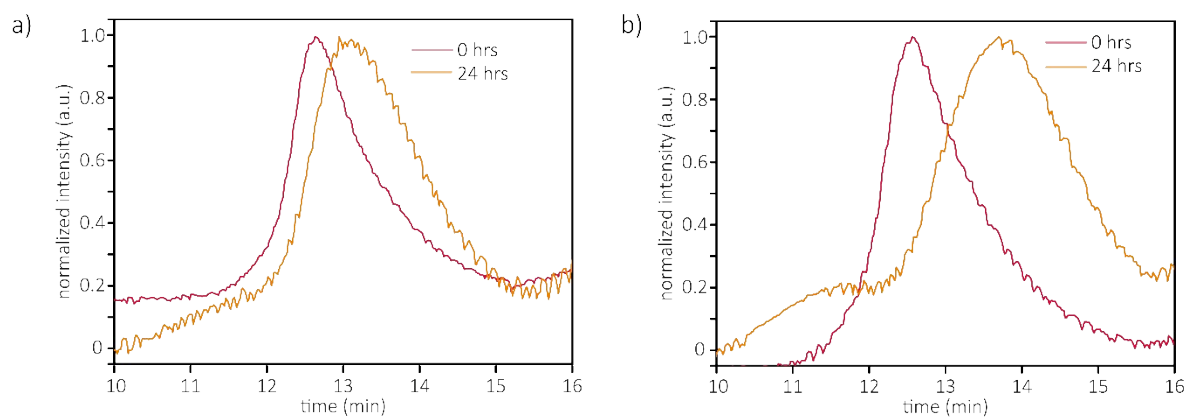 a)
normalized intensity (a.u.)
1.0
0.8
0.6
0.4
0.2
0
0 hrs
24 hrs
10 11 12 13 14 15 16
time (min)
b)
normalized intensity (a.u.)
1.0
0.8
0.6
0.4
0.2
0
0 hrs
24 hrs
10 11 12 13 14 15 16
time (min)